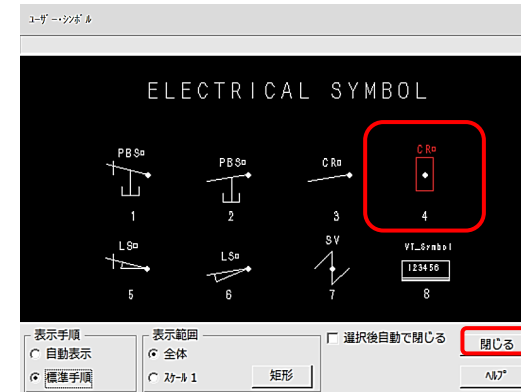 ユーザー・シンボル
ELECTRICAL SYMBOL
PBS¤
PBS¤
CR¤
CR¤
1
2
3
4
LS¤
LS¤
SV
VT_Symbol
123456
5
6
7
8
表示手順
自動表示
標準手順
表示範囲
全体
スケール 1
矩形
選択後自動で閉じる
閉じる
ヘルプ